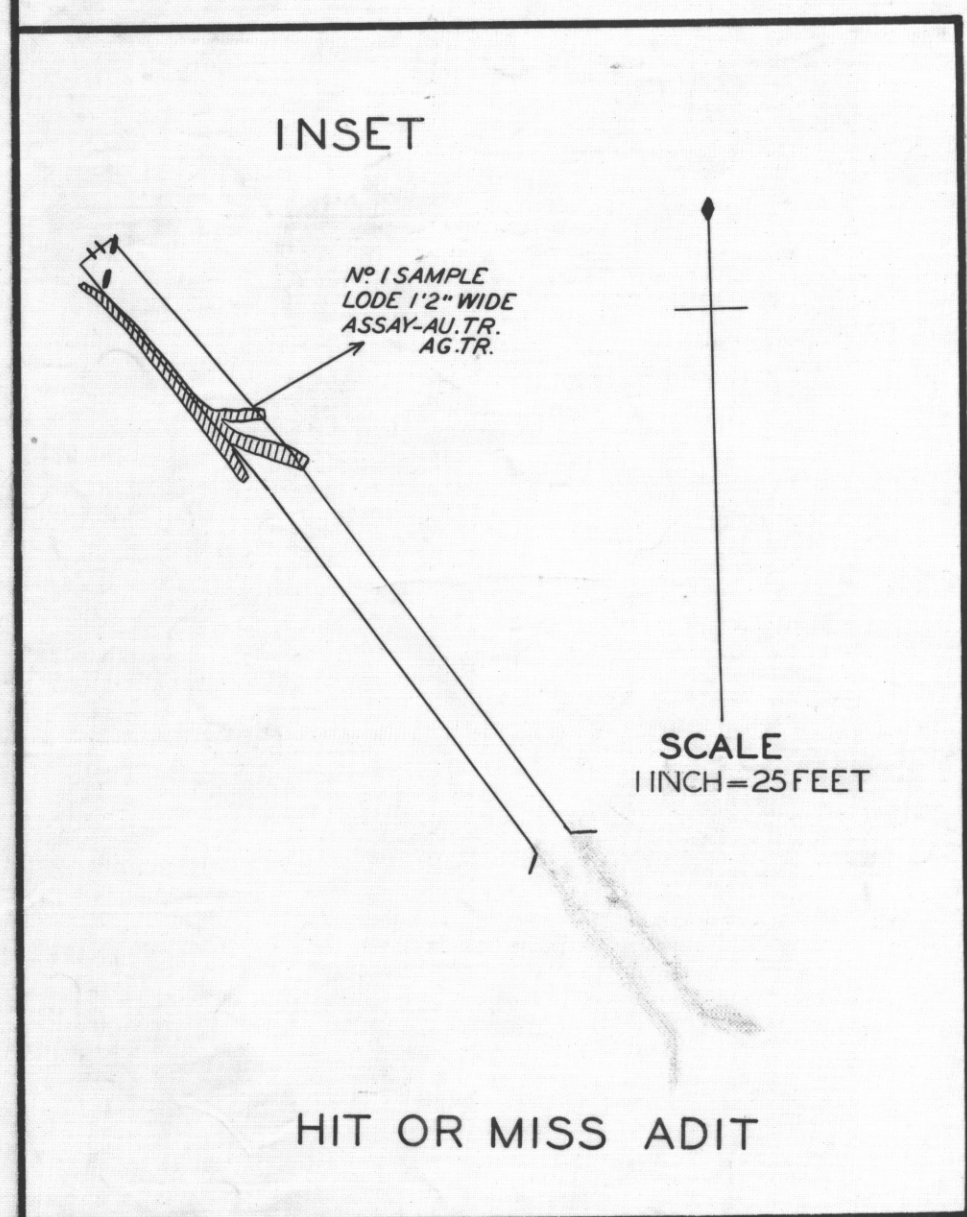 INSET
Nº 1 SAMPLE
LODE 1'2" WIDE
ASSAY-AU.TR.
AG.TR.
SCALE
1 INCH=25 FEET
HIT OR MISS ADIT